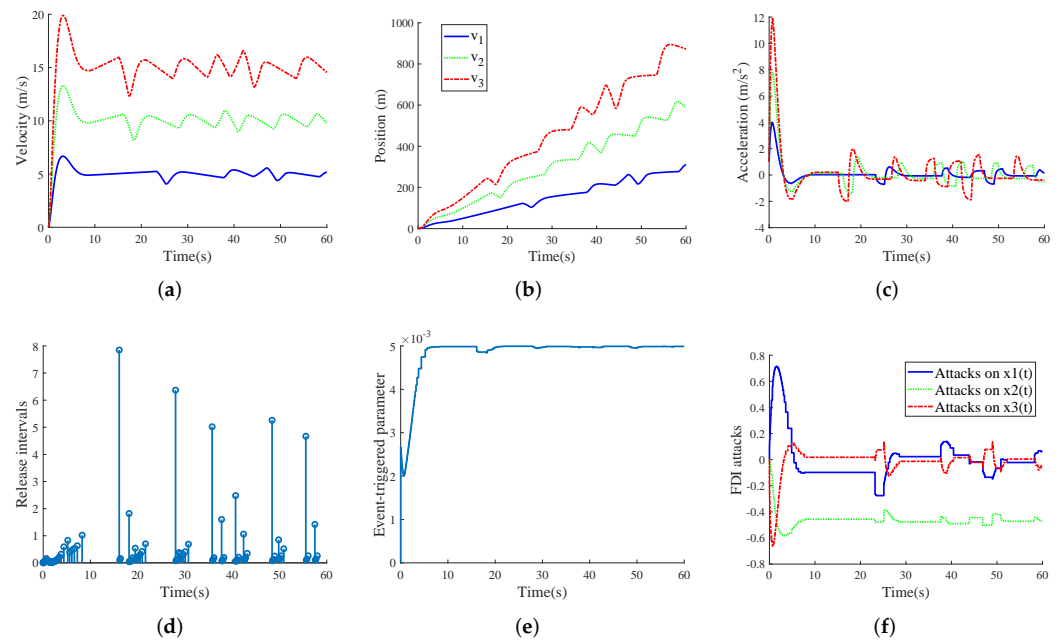 Velocity (m/s)
20
15
10
5
0
0 10 20 30 40 50 60
Time(s)
(a)
Position (m)
1000
800
600
400
200
0
v1
v2
v3
0 10 20 30 40 50 60
Time(s)
(b)
Acceleration (m/s²)
12
10
8
6
4
2
0
-2
-4
0 10 20 30 40 50 60
Time(s)
(c)
Release intervals
8
7
6
5
4
3
2
1
0
0 10 20 30 40 50 60
Time(s)
(d)
Event-triggered parameter
×10⁻³
5
4
3
2
1
0
0 10 20 30 40 50 60
Time(s)
(e)
FDI attacks
0.8
0.6
0.4
0.2
0
-0.2
-0.4
-0.6
-0.8
Attacks on x1(t)
Attacks on x2(t)
Attacks on x3(t)
0 10 20 30 40 50 60
Time(s)
(f)